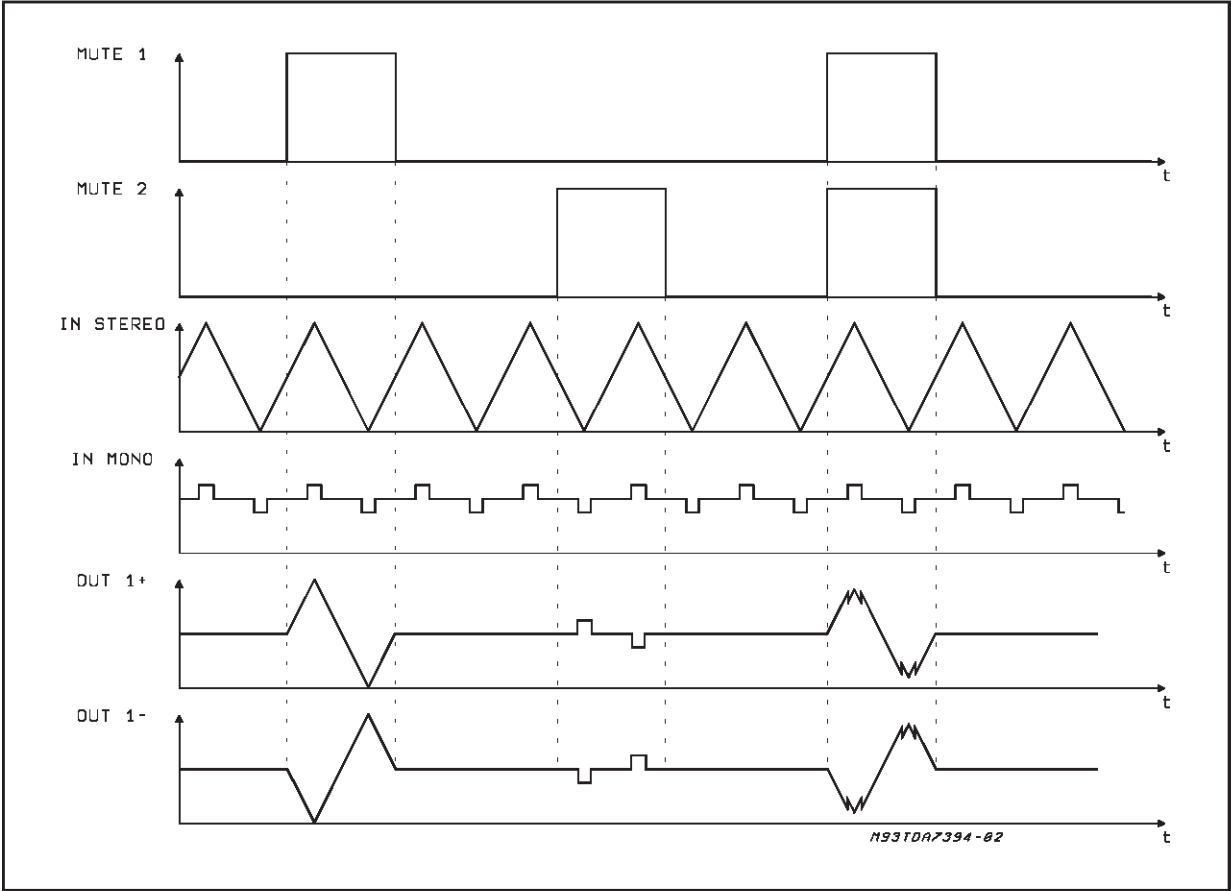 MUTE 1
t
MUTE 2
t
IN STEREO
t
IN MONO
t
OUT 1+
t
OUT 1-
t
M93TDA7394-02